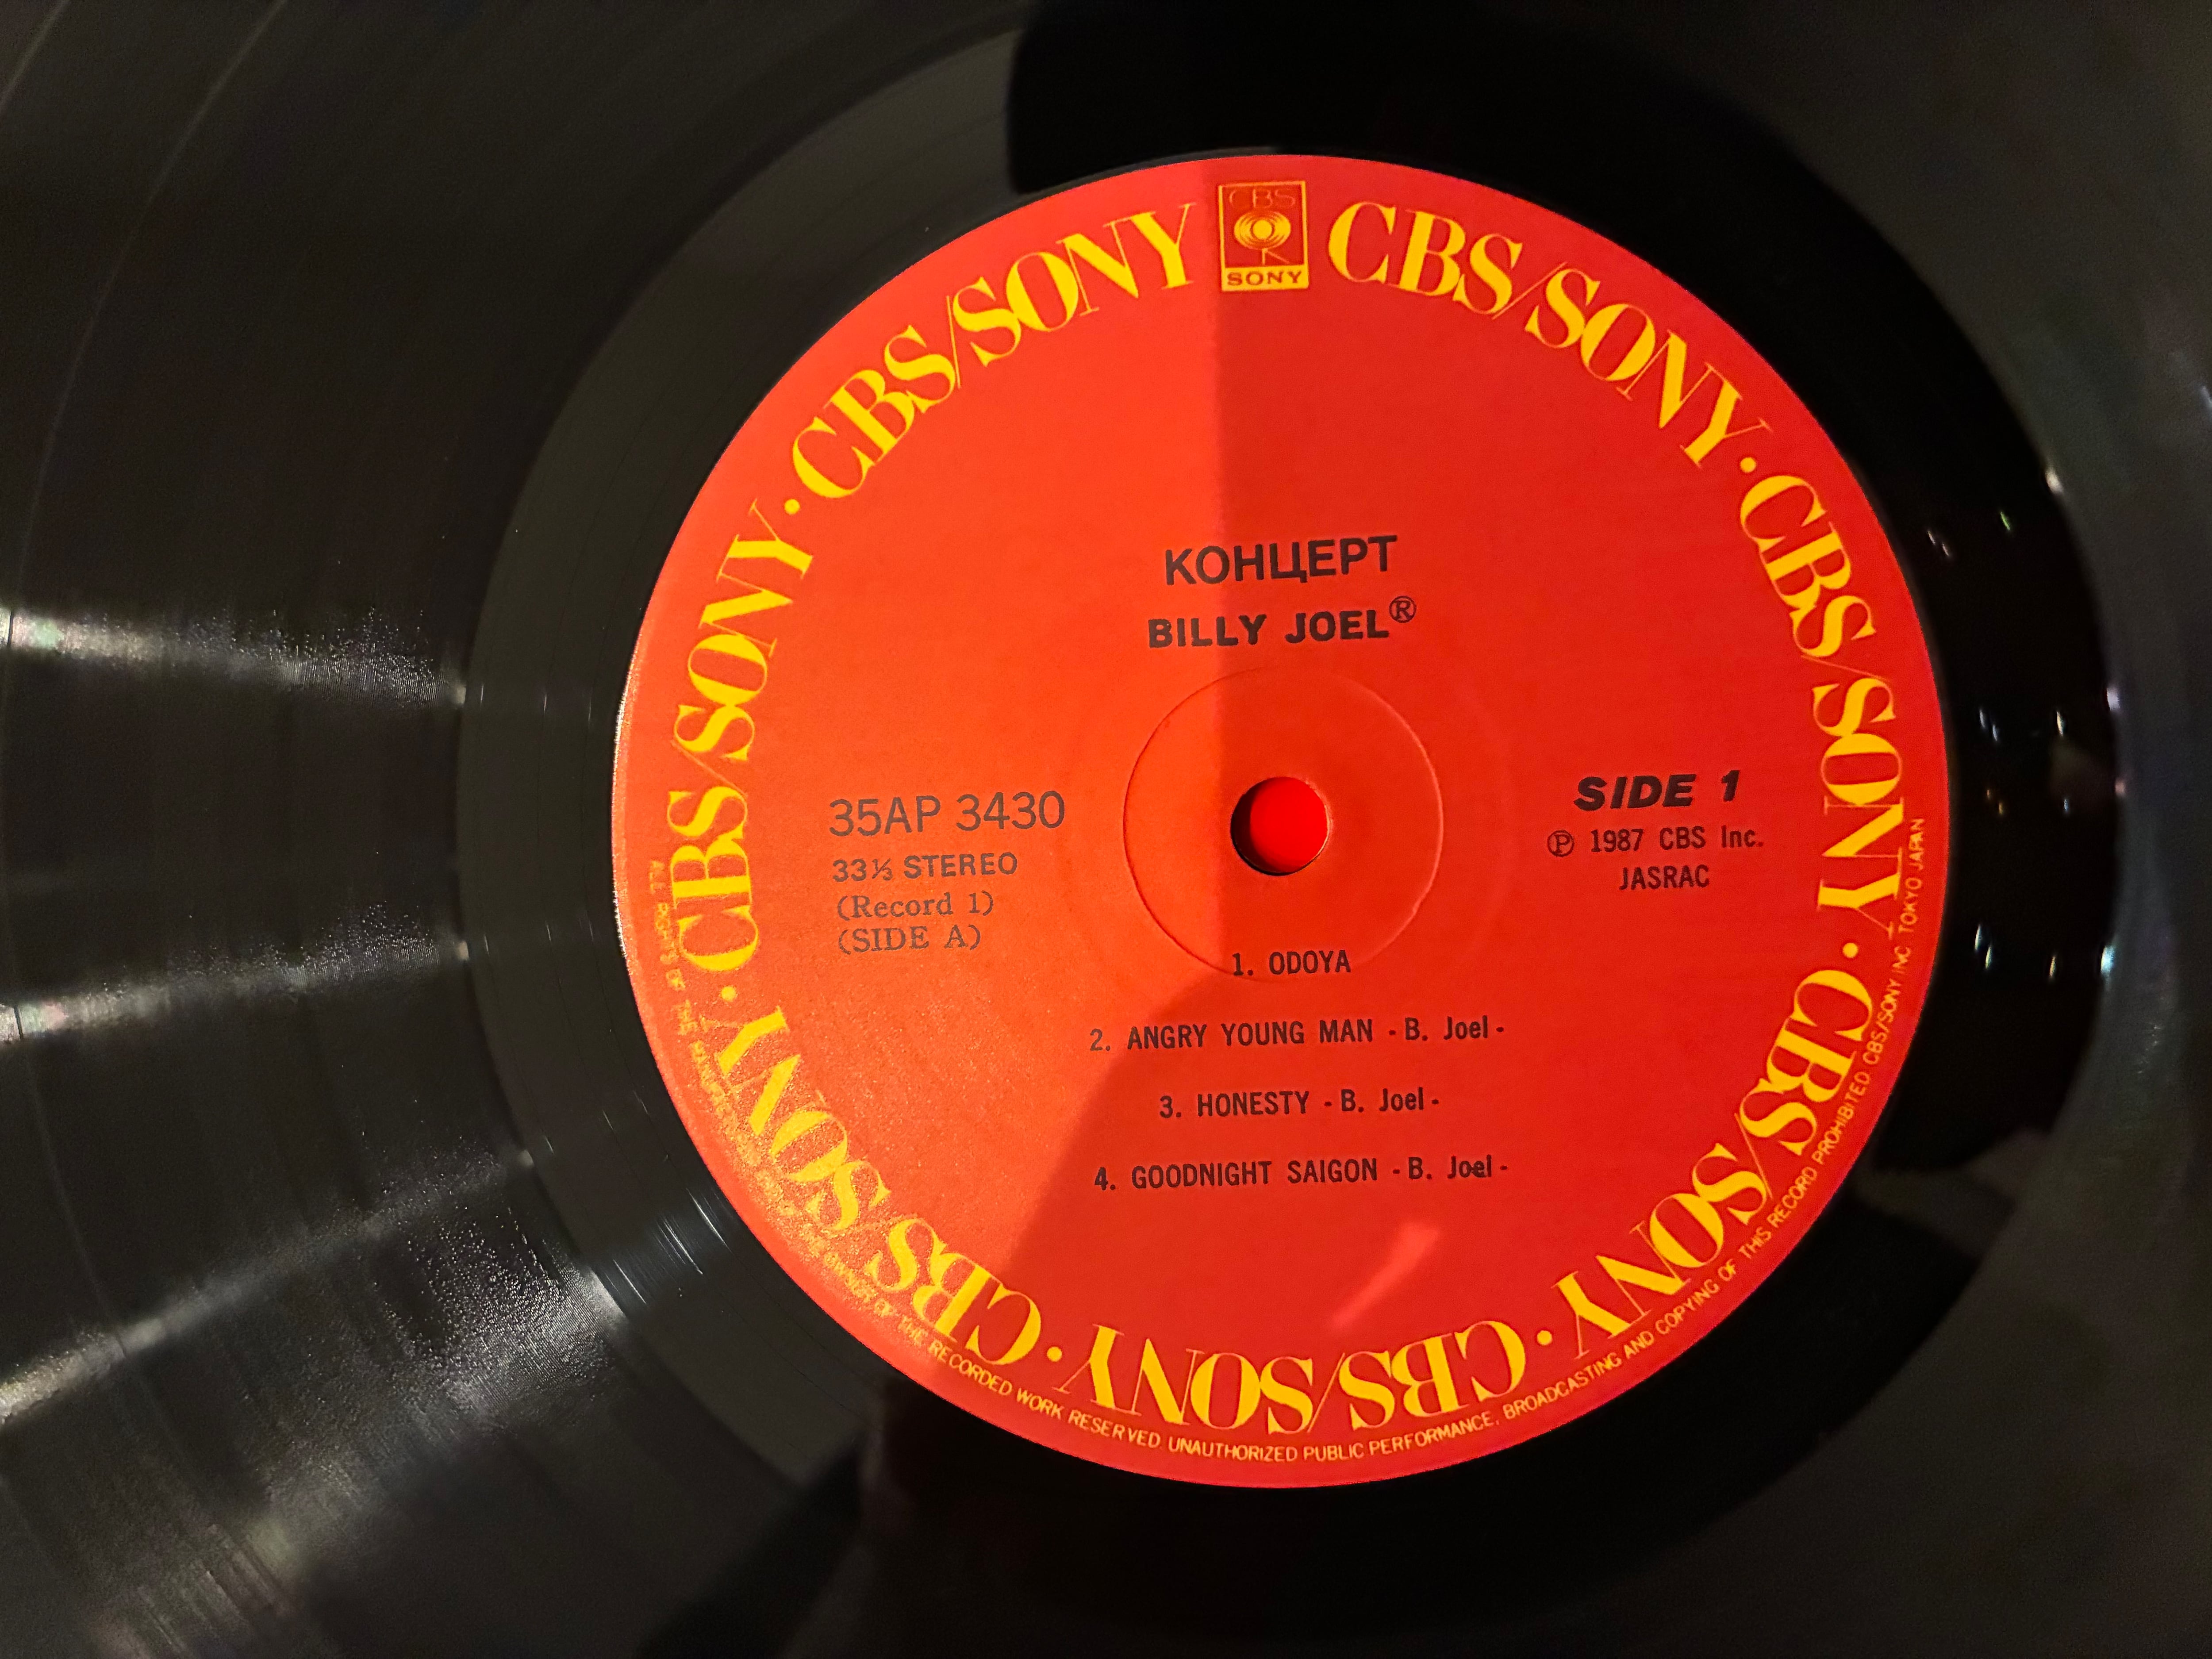 CBS
SONY
CBS/SONY · CBS/SONY · CBS/SONY · CBS/SONY · CBS/SONY · CBS/SONY · CBS/SONY · CBS/SONY
КОНЦЕРТ
BILLY JOEL®
35AP 3430
33⅓ STEREO
(Record 1)
(SIDE A)
SIDE 1
Ⓟ 1987 CBS Inc.
JASRAC
1. ODOYA
2. ANGRY YOUNG MAN - B. Joel -
3. HONESTY - B. Joel -
4. GOODNIGHT SAIGON - B. Joel -
OWNER OF THE RECORDED WORK RESERVED. UNAUTHORIZED PUBLIC PERFORMANCE, BROADCASTING AND COPYING OF THIS RECORD PROHIBITED CBS/SONY INC. TOKYO JAPAN